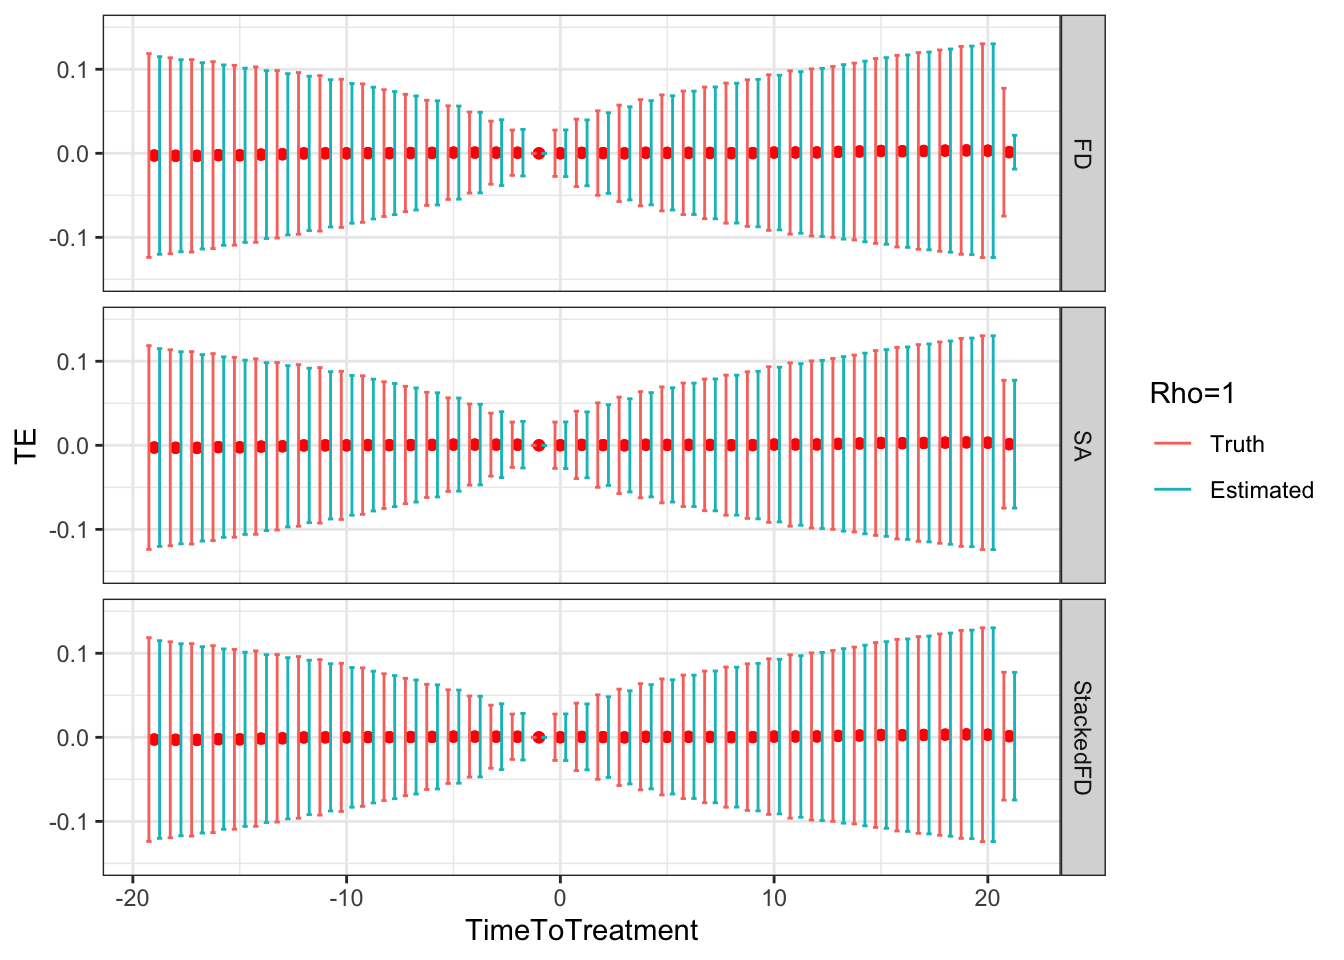 0.1
0.0
-0.1
FD
0.1
0.0
-0.1
SA
TE
Rho=1
Truth
Estimated
0.1
0.0
-0.1
StackedFD
-20 -10 0 10 20
TimeToTreatment